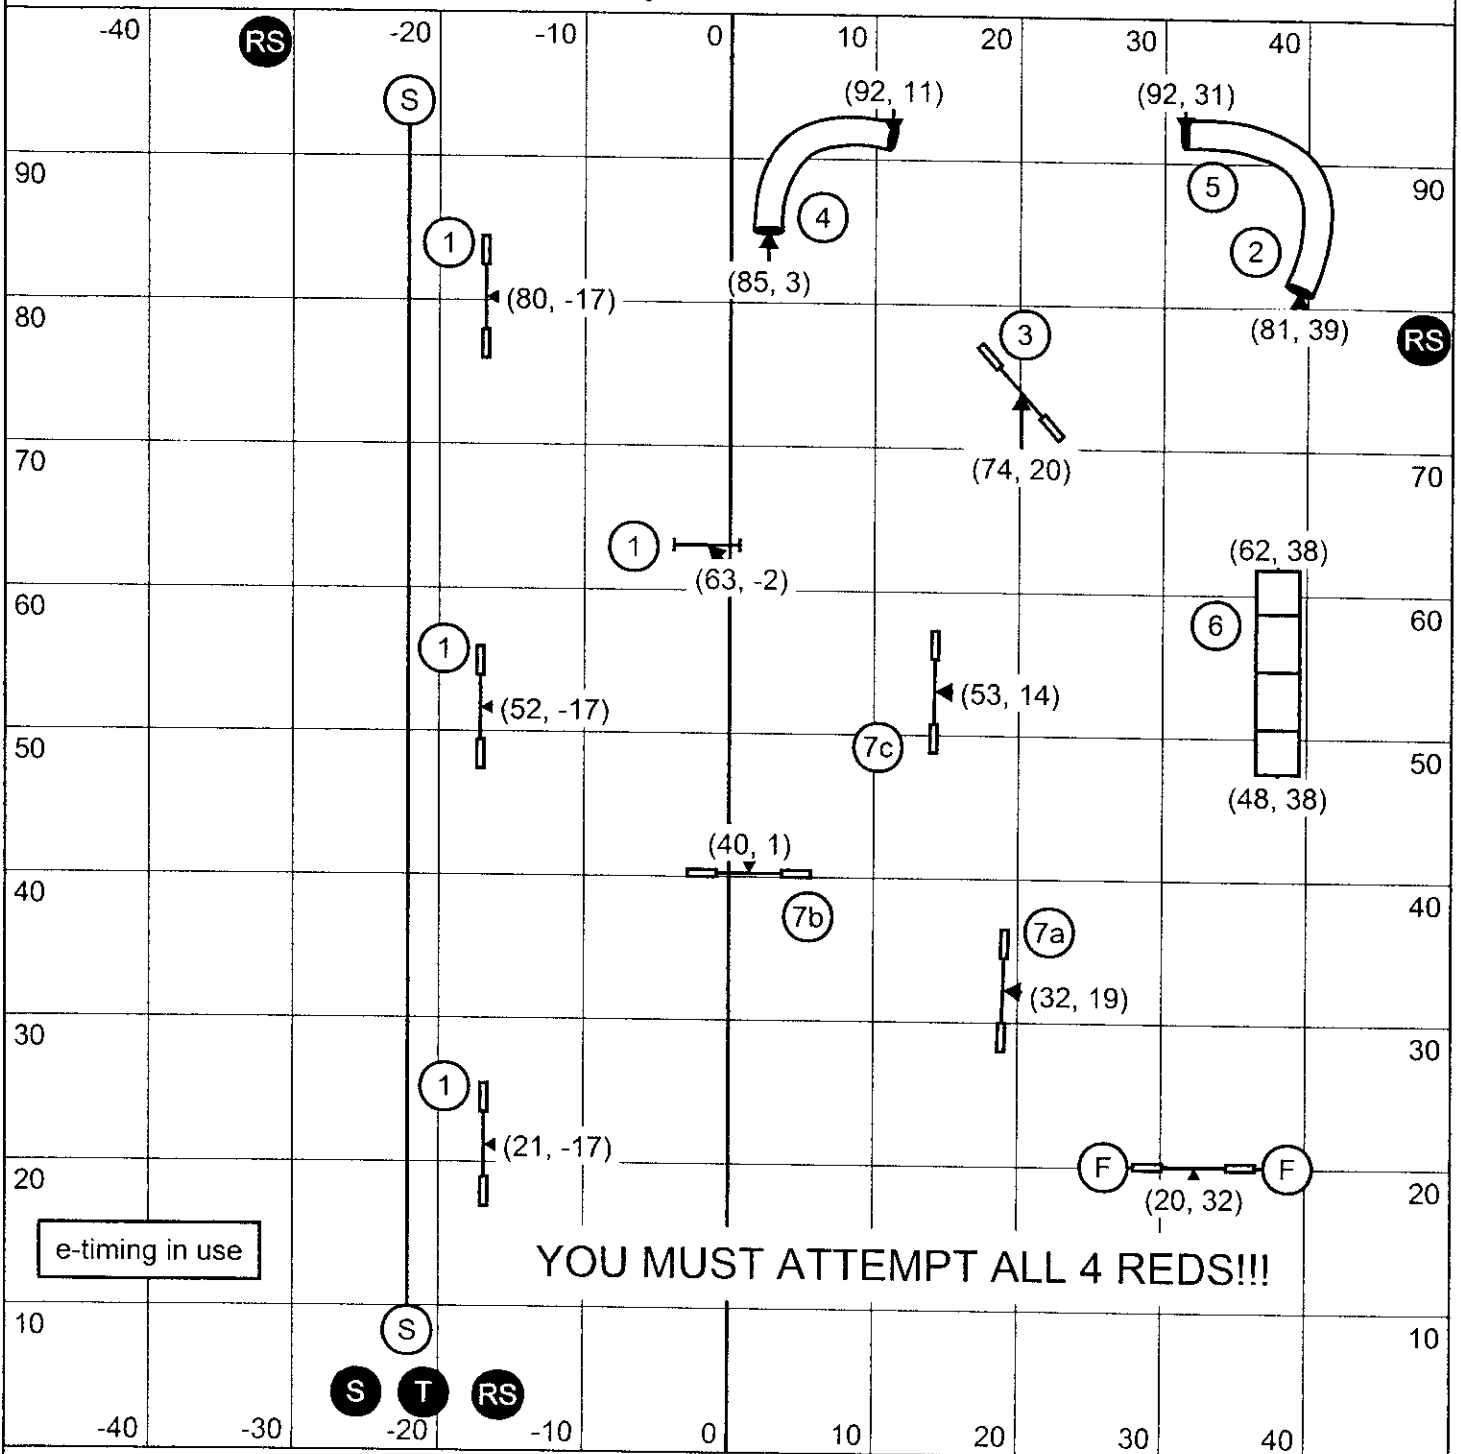 -40 RS -20 -10 0 10 20 30 40
S (92, 11) (92, 31)
90 5 90
1 4 2
(85, 3)
80 (80, -17) 3 (81, 39) RS
70 (74, 20) 70
1 (62, 38)
(63, -2)
60 6 60
1 (53, 14)
(52, -17)
50 7c 50
(48, 38)
(40, 1)
40 7b 7a 40
(32, 19)
30 30
1
(21, -17) F F
20 (20, 32) 20
e-timing in use YOU MUST ATTEMPT ALL 4 REDS!!!
10 S 10
S T RS
-40 -30 -20 -10 0 10 20 30 40